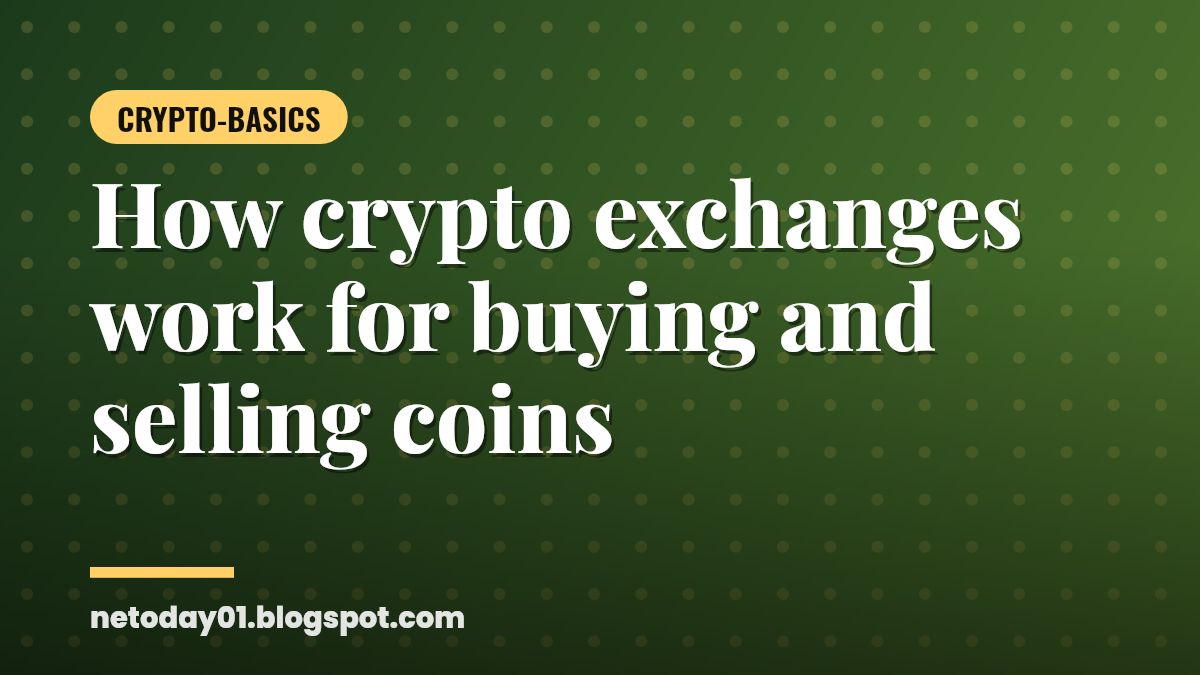 CRYPTO-BASICS
How crypto exchanges
work for buying and
selling coins
netoday01.blogspot.com